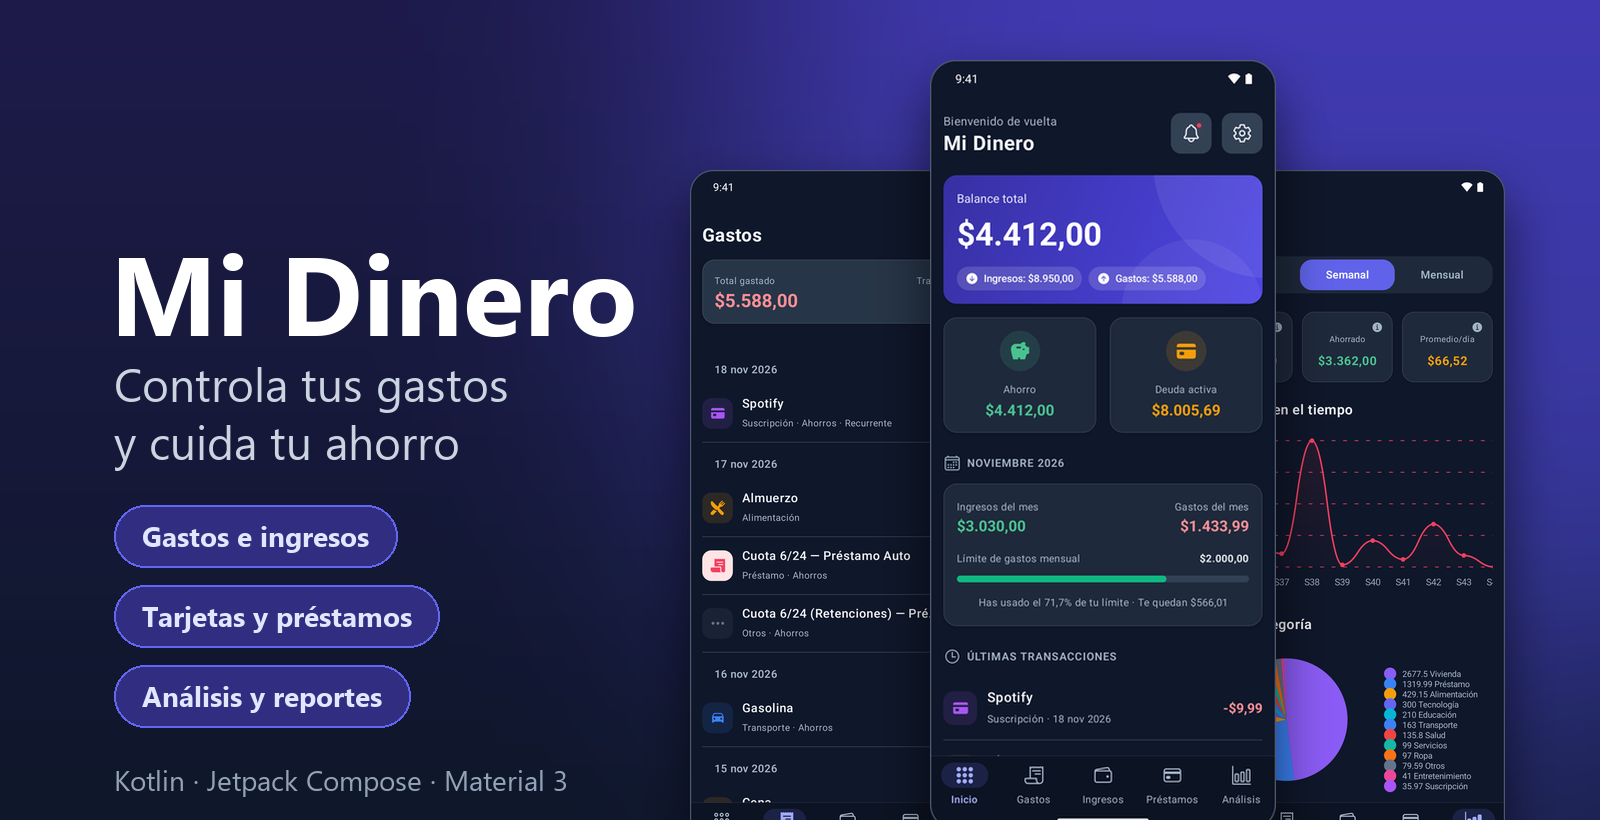 Mi Dinero
Controla tus gastos
y cuida tu ahorro
Gastos e ingresos
Tarjetas y préstamos
Análisis y reportes
Kotlin · Jetpack Compose · Material 3
9:41
Gastos
Total gastado
$5.588,00
18 nov 2026
Spotify
Suscripción · Ahorros · Recurrente
17 nov 2026
Almuerzo
Alimentación
Cuota 6/24 — Préstamo Auto
Préstamo · Ahorros
Cuota 6/24 (Retenciones) — Pré.
Otros · Ahorros
16 nov 2026
Gasolina
Transporte · Ahorros
15 nov 2026
9:41
Bienvenido de vuelta
Mi Dinero
Balance total
$4.412,00
Ingresos: $8.950,00 Gastos: $5.588,00
Ahorro
$4.412,00
Deuda activa
$8.005,69
NOVIEMBRE 2026
Ingresos del mes Gastos del mes
$3.030,00 $1.433,99
Límite de gastos mensual $2.000,00
Has usado el 71,7% de tu límite · Te quedan $566,01
ÚLTIMAS TRANSACCIONES
Spotify
Suscripción · 18 nov 2026
-$9,99
Inicio Gastos Ingresos Préstamos Análisis
Semanal Mensual
Ahorrado
$3.362,00
Promedio/día
$66,52
en el tiempo
S37 S38 S39 S40 S41 S42 S43 S
egoría
2677.5 Vivienda
1319.99 Préstamo
429.15 Alimentación
300 Tecnología
210 Educación
163 Transporte
135.8 Salud
99 Servicios
97 Ropa
79.59 Otros
41 Entretenimiento
35.97 Suscripción